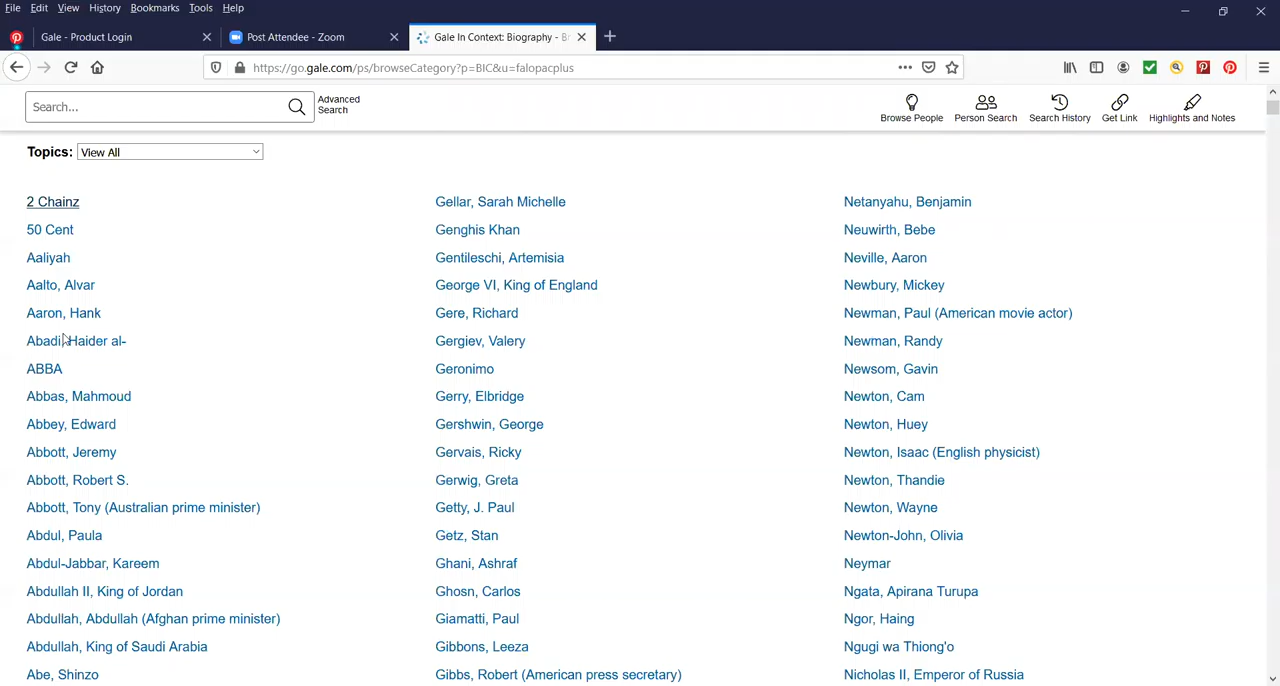 File Edit View History Bookmarks Tools Help
Gale - Product Login
Post Attendee - Zoom
Gale In Context: Biography - B
https://go.gale.com/ps/browseCategory?p=BIC&u=falopacplus
Search...
Advanced
Search
Browse People
Person Search
Search History
Get Link
Highlights and Notes
Topics: View All
2 Chainz
50 Cent
Aaliyah
Aalto, Alvar
Aaron, Hank
Abadi, Haider al-
ABBA
Abbas, Mahmoud
Abbey, Edward
Abbott, Jeremy
Abbott, Robert S.
Abbott, Tony (Australian prime minister)
Abdul, Paula
Abdul-Jabbar, Kareem
Abdullah II, King of Jordan
Abdullah, Abdullah (Afghan prime minister)
Abdullah, King of Saudi Arabia
Abe, Shinzo
Gellar, Sarah Michelle
Genghis Khan
Gentileschi, Artemisia
George VI, King of England
Gere, Richard
Gergiev, Valery
Geronimo
Gerry, Elbridge
Gershwin, George
Gervais, Ricky
Gerwig, Greta
Getty, J. Paul
Getz, Stan
Ghani, Ashraf
Ghosn, Carlos
Giamatti, Paul
Gibbons, Leeza
Gibbs, Robert (American press secretary)
Netanyahu, Benjamin
Neuwirth, Bebe
Neville, Aaron
Newbury, Mickey
Newman, Paul (American movie actor)
Newman, Randy
Newsom, Gavin
Newton, Cam
Newton, Huey
Newton, Isaac (English physicist)
Newton, Thandie
Newton, Wayne
Newton-John, Olivia
Neymar
Ngata, Apirana Turupa
Ngor, Haing
Ngugi wa Thiong'o
Nicholas II, Emperor of Russia